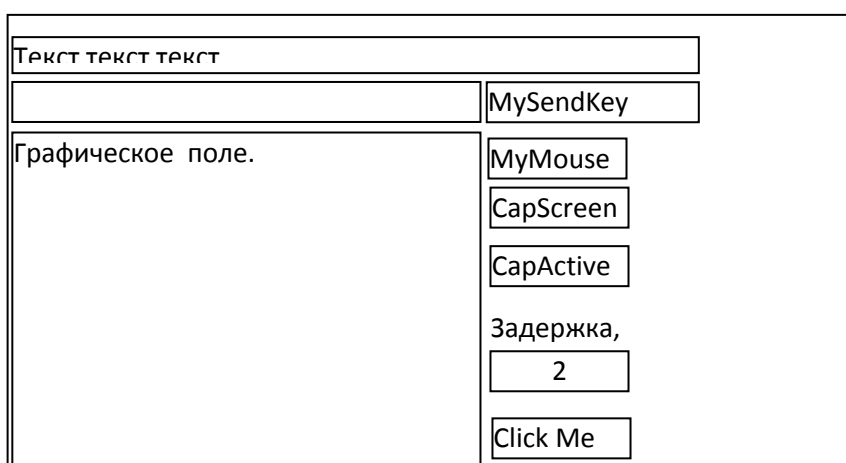 Текст текст текст
MySendKey
Графическое поле.
MyMouse
CapScreen
CapActive
Задержка,
2
Click Me